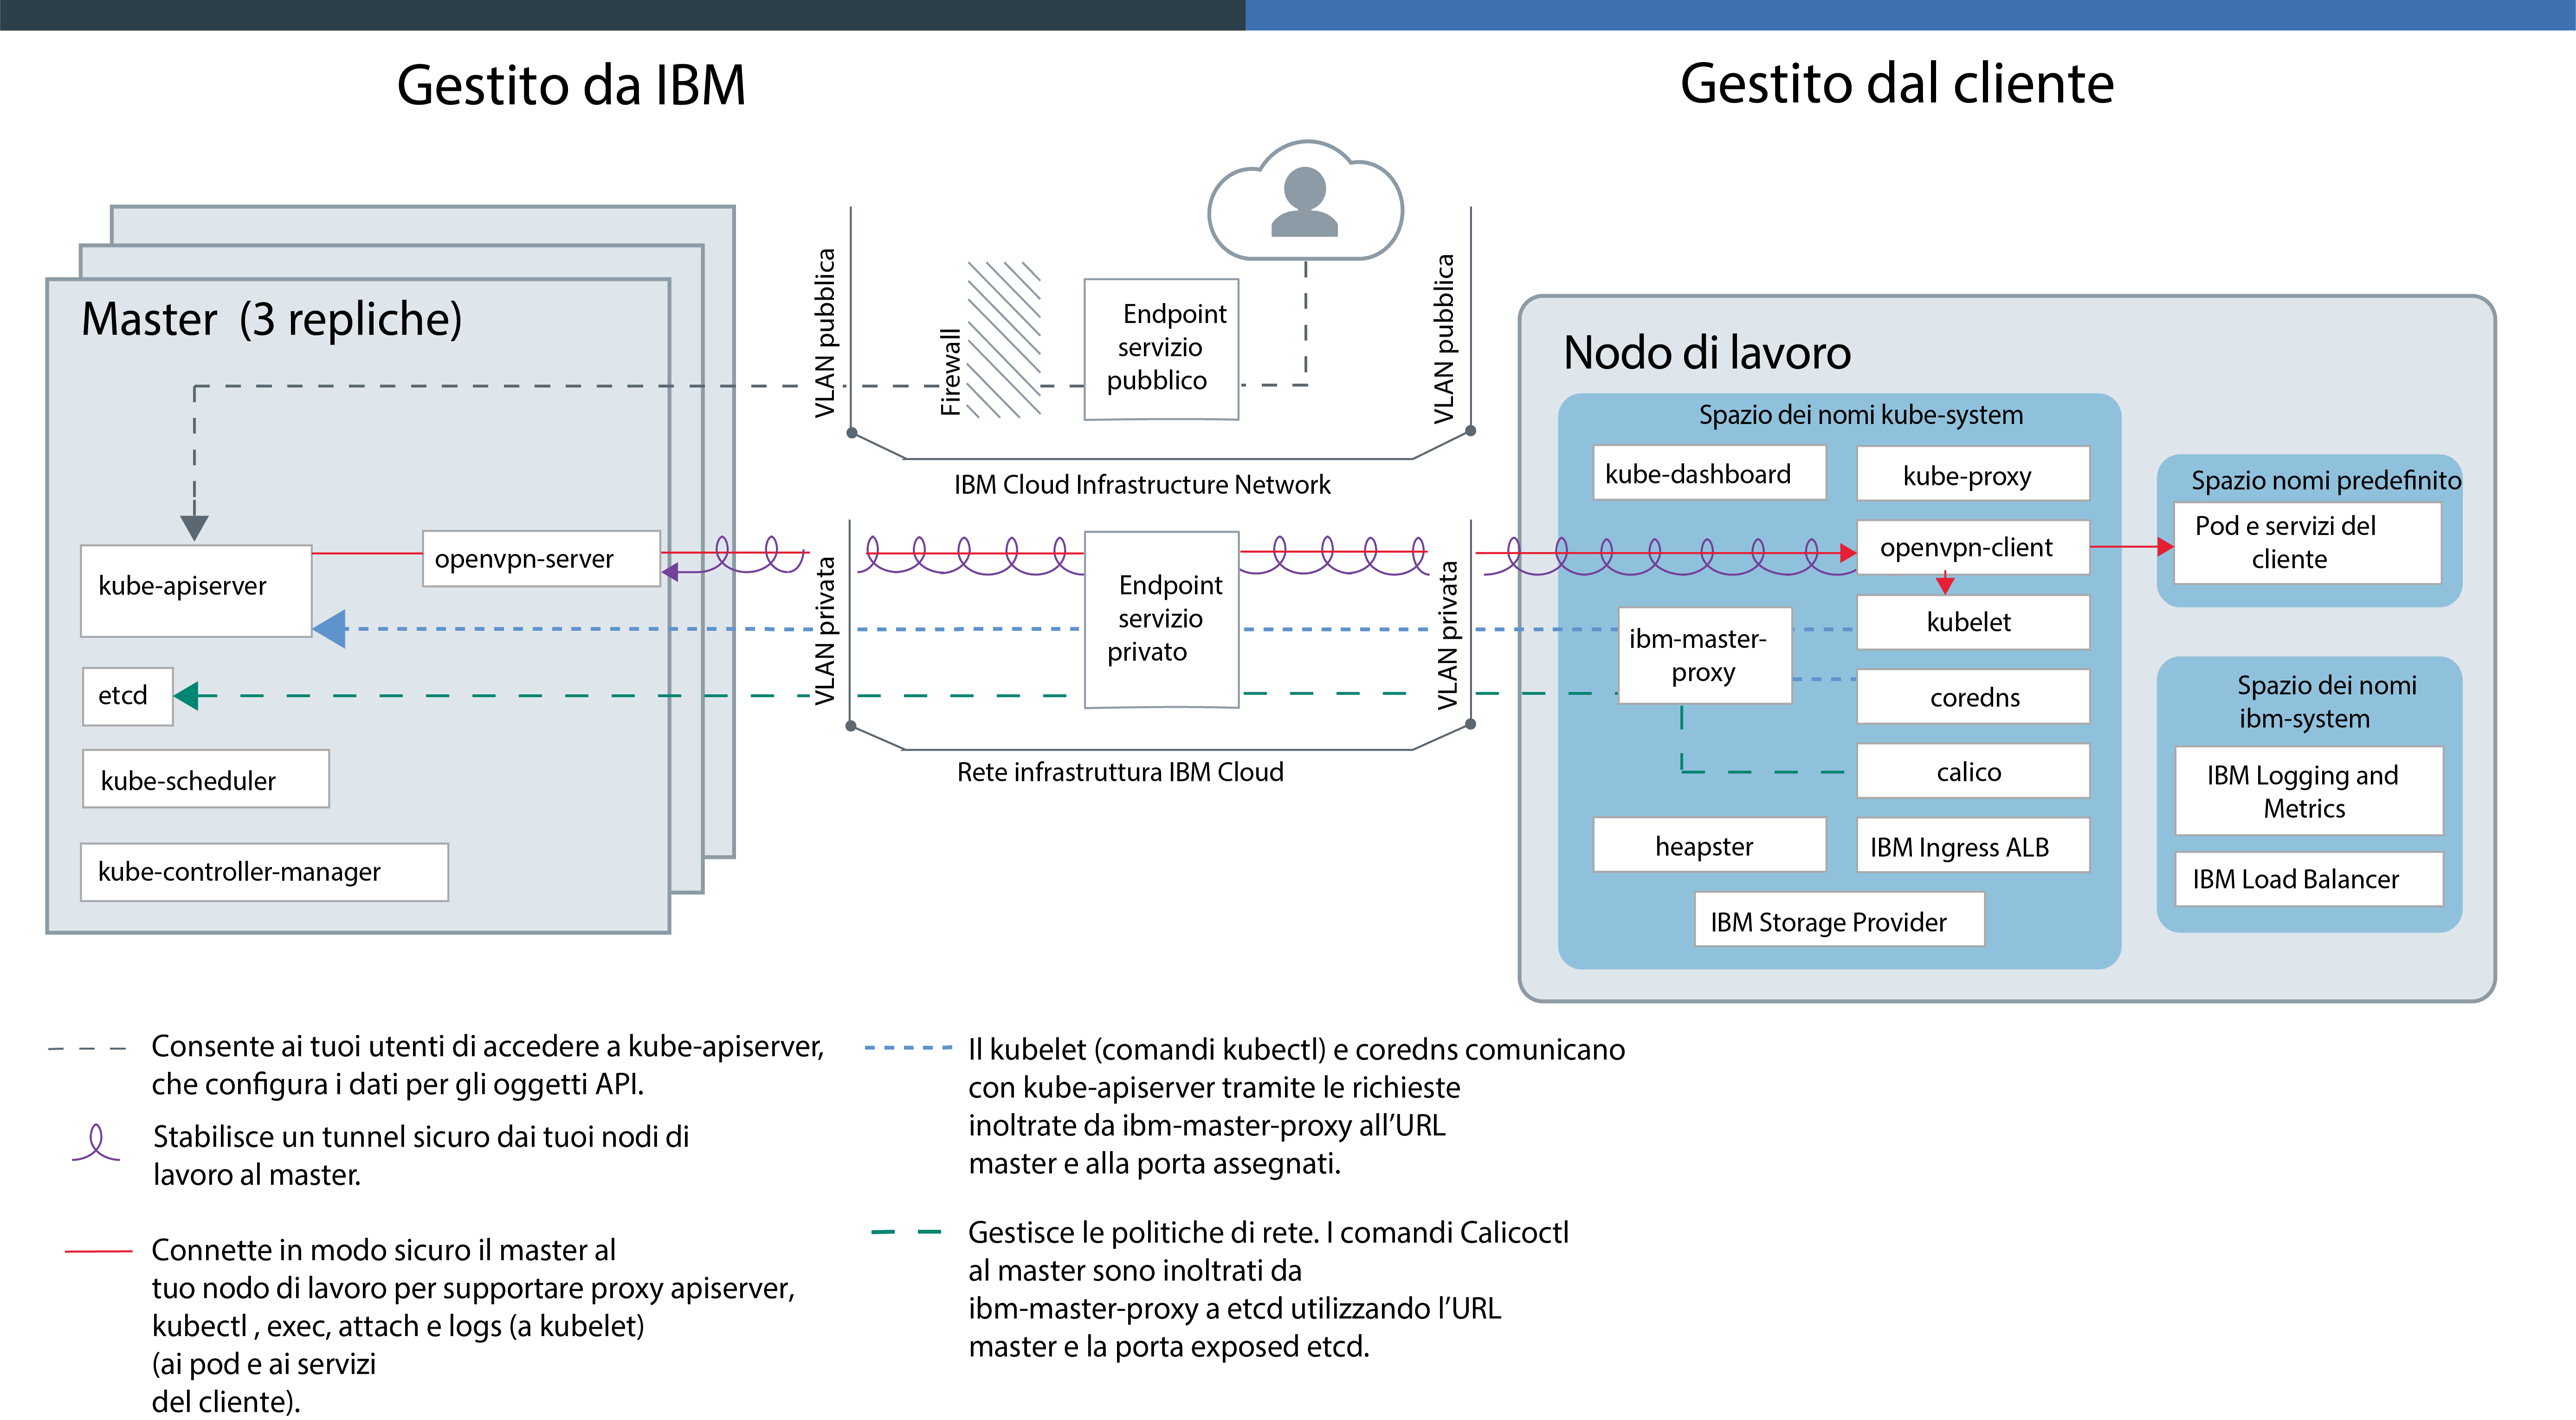 Gestito da IBM
Gestito dal cliente
Master (3 repliche)
kube-apiserver
openvpn-server
etcd
kube-scheduler
kube-controller-manager
VLAN pubblica
Firewall
Endpoint
servizio
pubblico
VLAN pubblica
IBM Cloud Infrastructure Network
VLAN privata
Endpoint
servizio
privato
VLAN privata
Rete infrastruttura IBM Cloud
Nodo di lavoro
Spazio dei nomi kube-system
kube-dashboard
kube-proxy
openvpn-client
kubelet
ibm-master-
proxy
coredns
calico
heapster
IBM Ingress ALB
IBM Storage Provider
Spazio nomi predefinito
Pod e servizi del
cliente
Spazio dei nomi
ibm-system
IBM Logging and
Metrics
IBM Load Balancer
Consente ai tuoi utenti di accedere a kube-apiserver,
che configura i dati per gli oggetti API.
Stabilisce un tunnel sicuro dai tuoi nodi di
lavoro al master.
Connette in modo sicuro il master al
tuo nodo di lavoro per supportare proxy apiserver,
kubectl , exec, attach e logs (a kubelet)
(ai pod e ai servizi
del cliente).
Il kubelet (comandi kubectl) e coredns comunicano
con kube-apiserver tramite le richieste
inoltrate da ibm-master-proxy all’URL
master e alla porta assegnati.
Gestisce le politiche di rete. I comandi Calicoctl
al master sono inoltrati da
ibm-master-proxy a etcd utilizzando l’URL
master e la porta exposed etcd.